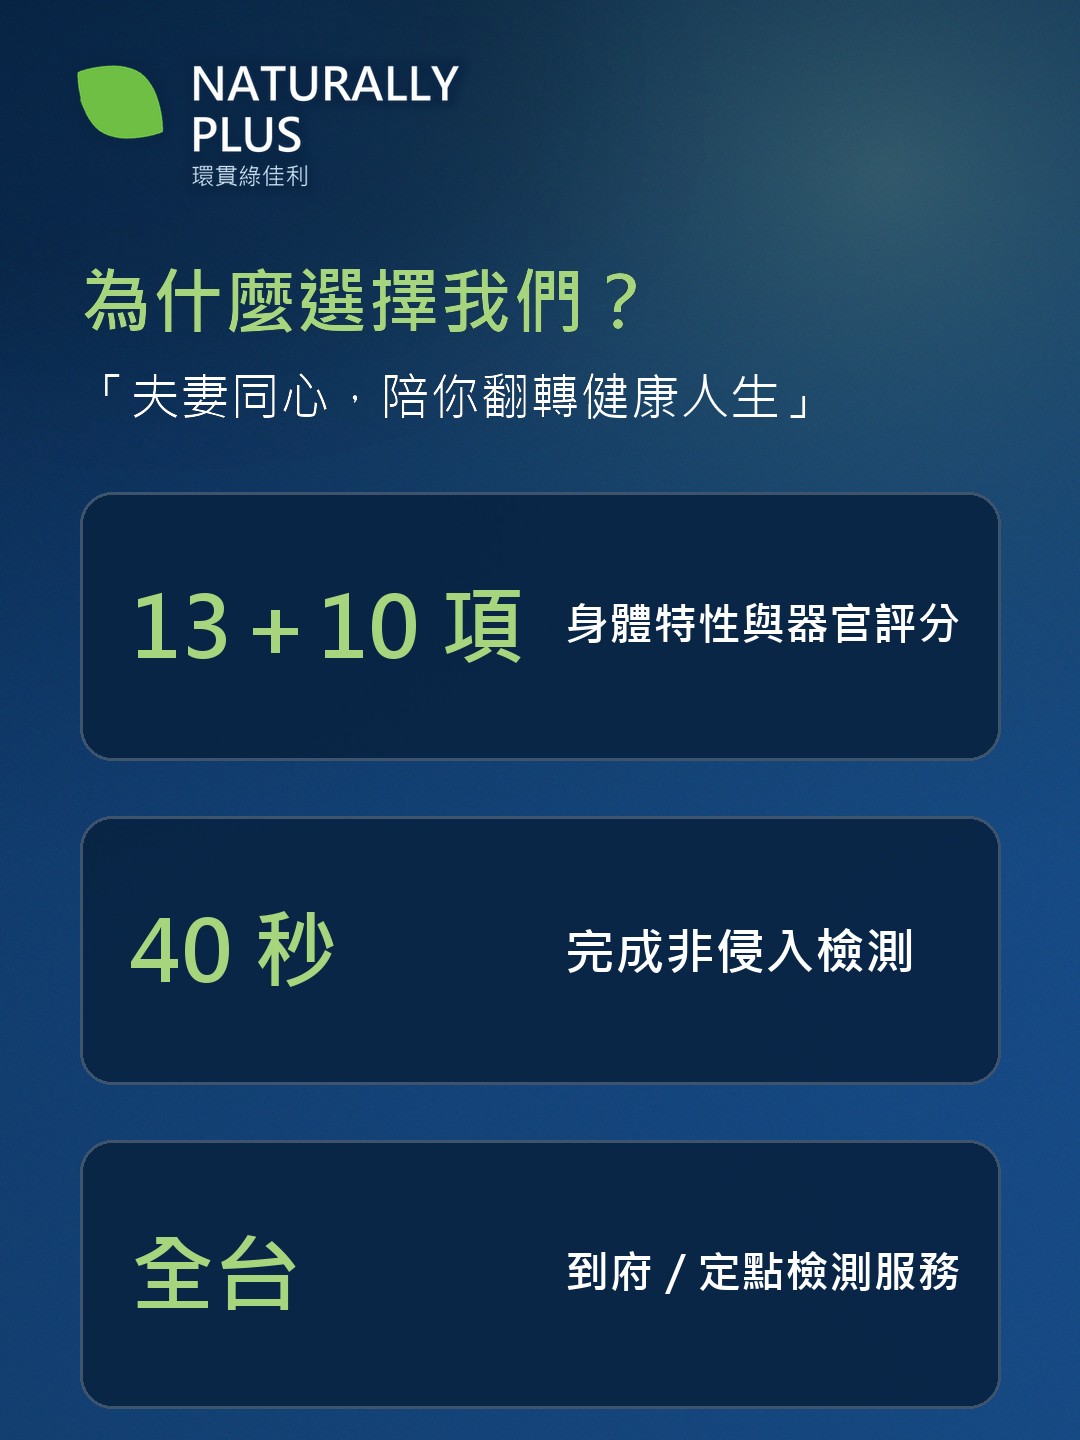 NATURALLY
PLUS
環貫綠佳利
為什麼選擇我們？
「夫妻同心，陪你翻轉健康人生」
13+10 項 身體特性與器官評分
40 秒 完成非侵入檢測
全台 到府 / 定點檢測服務